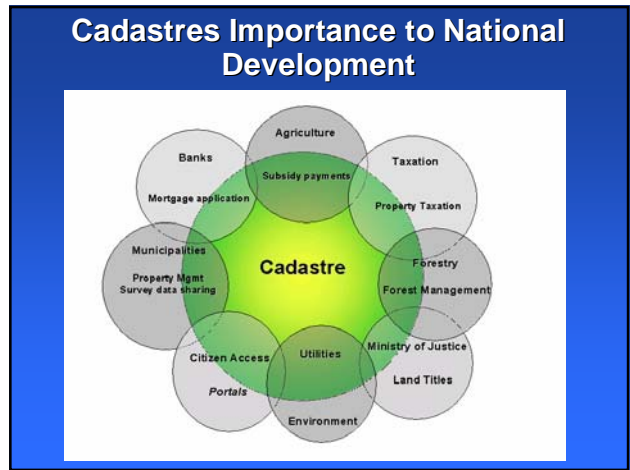 Cadastres Importance to National
Development
Agriculture
Subsidy payments
Banks
Mortgage application
Taxation
Property Taxation
Municipalities
Property Mgmt
Survey data sharing
Cadastre
Forestry
Forest Management
Citizen Access
Portals
Utilities
Environment
Ministry of Justice
Land Titles